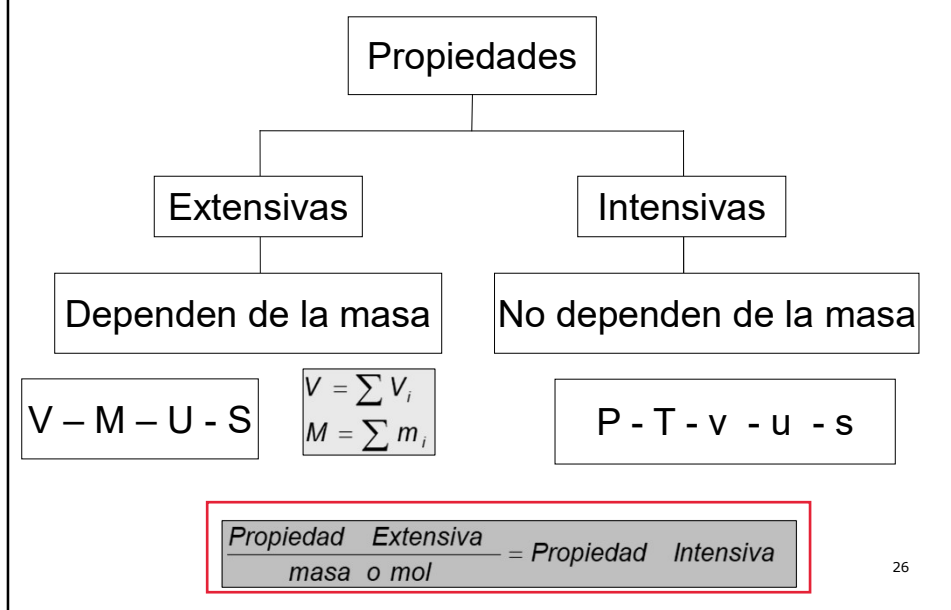 Propiedades
Extensivas
Intensivas
Dependen de la masa
No dependen de la masa
V – M – U - S
V = ∑ V_i
M = ∑ m_i
P - T - v - u - s
Propiedad Extensiva / masa o mol = Propiedad Intensiva
26